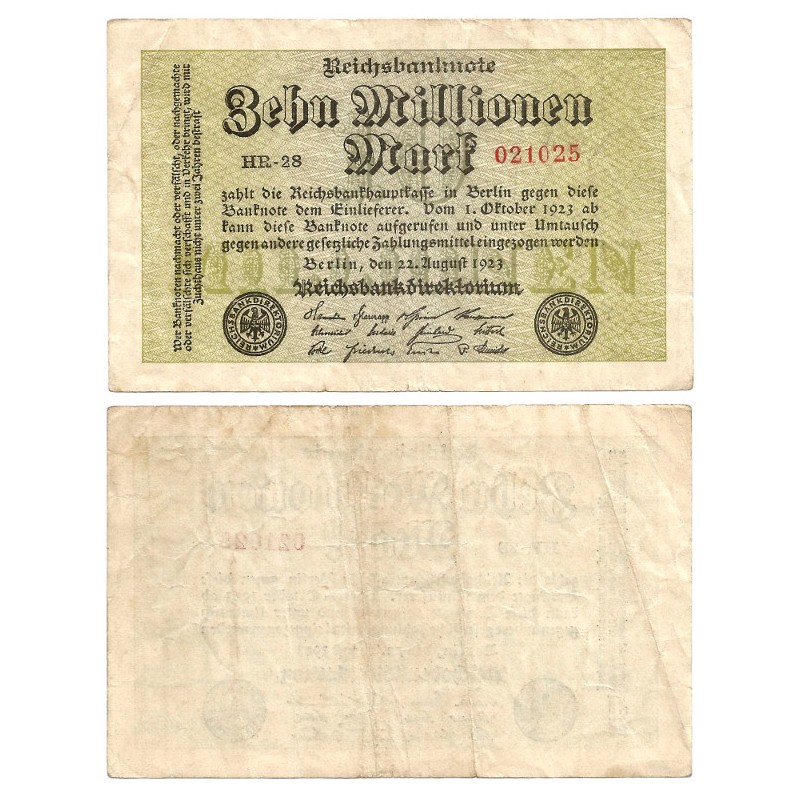 Reichsbanknote
Zehn Millionen
Mark
HR-28
021025
zahlt die Reichsbankhauptkasse in Berlin gegen diese
Banknote dem Einlieferer. Vom 1. Oktober 1923 ab
kann diese Banknote aufgerufen und unter Umtausch
gegen andere gesetzliche Zahlungsmittel eingezogen werden
Berlin, den 22. August 1923
Reichsbankdirektorium
REICHSBANKDIREKTORIUM
REICHSBANKDIREKTORIUM
Wer Banknoten nachmacht oder verfälscht, oder nachgemachte
oder verfälschte sich verschafft und in Verkehr bringt, wird mit
Zuchthaus nicht unter zwei Jahren bestraft
021025